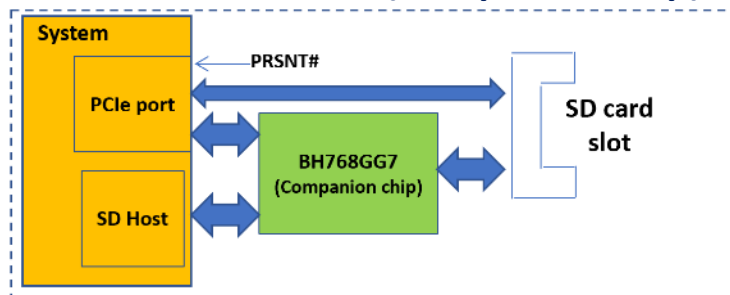 System
PRSNT#
PCIe port
SD card
slot
BH768GG7
(Companion chip)
SD Host